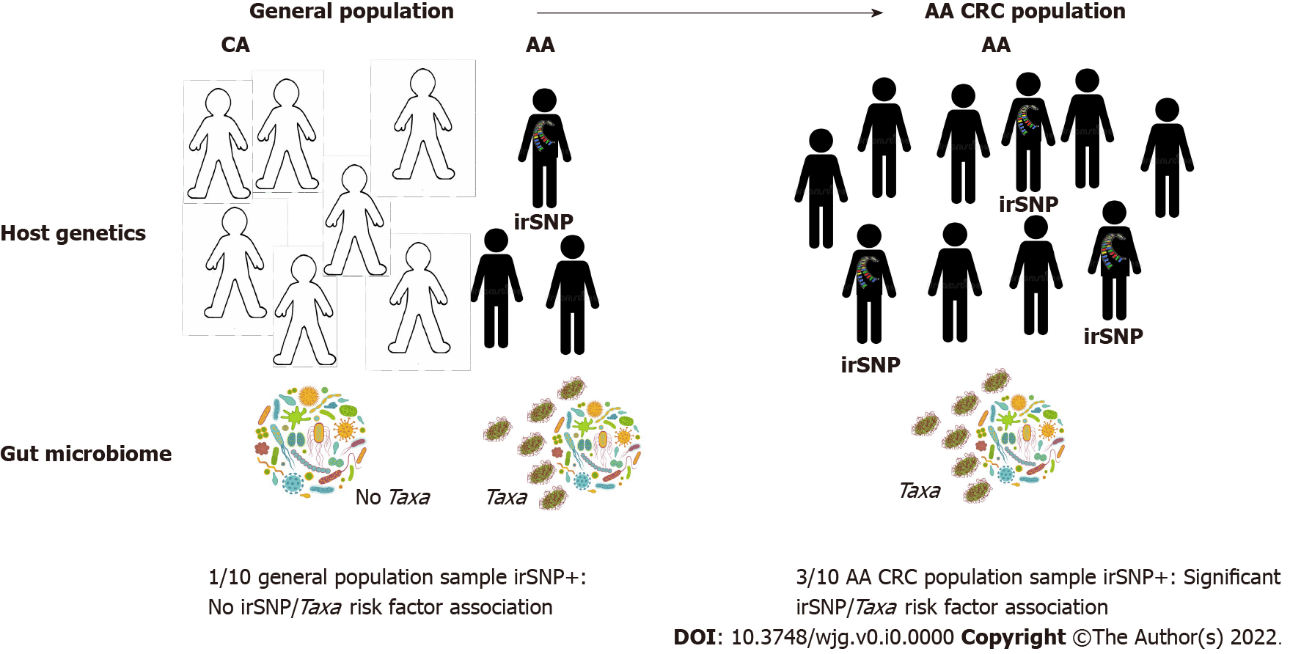 General population
AA CRC population
CA
AA
AA
irSNP
irSNP
Host genetics
irSNP
irSNP
Gut microbiome
No Taxa
Taxa
Taxa
1/10 general population sample irSNP+:
No irSNP/Taxa risk factor association
3/10 AA CRC population sample irSNP+: Significant
irSNP/Taxa risk factor association
DOI: 10.3748/wjg.v0.i0.0000 Copyright ©The Author(s) 2022.